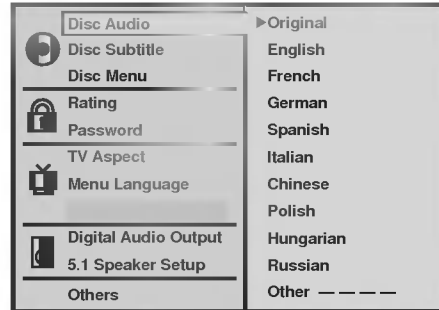 Disc Audio
Disc Subtitle
Disc Menu
Rating
Password
TV Aspect
Menu Language
Digital Audio Output
5.1 Speaker Setup
Others
Original
English
French
German
Spanish
Italian
Chinese
Polish
Hungarian
Russian
Other — — — —